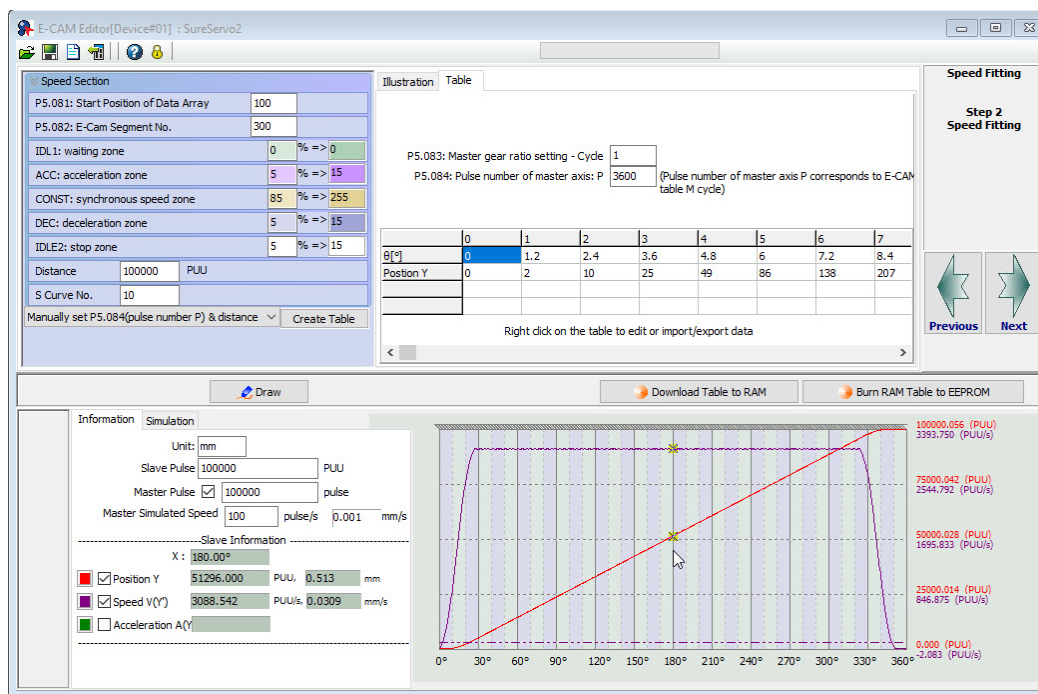 E-CAM Editor[Device#01] : SureServo2
Speed Section
P5.081: Start Position of Data Array 100
P5.082: E-Cam Segment No. 300
IDL1: waiting zone 0 % => 0
ACC: acceleration zone 5 % => 15
CONST: synchronous speed zone 85 % => 255
DEC: deceleration zone 5 % => 15
IDLE2: stop zone 5 % => 15
Distance 100000 PUU
S Curve No. 10
Manually set P5.084(pulse number P) & distance Create Table
Illustration Table
P5.083: Master gear ratio setting - Cycle 1
P5.084: Pulse number of master axis: P 3600 (Pulse number of master axis P corresponds to E-CAM
table M cycle)
0 1 2 3 4 5 6 7
θ[°] 0 1.2 2.4 3.6 4.8 6 7.2 8.4
Postion Y 0 2 10 25 49 86 138 207
Right click on the table to edit or import/export data
Speed Fitting
Step 2
Speed Fitting
Previous Next
Draw Download Table to RAM Burn RAM Table to EEPROM
Information Simulation
Unit: mm
Slave Pulse 100000 PUU
Master Pulse 100000 pulse
Master Simulated Speed 100 pulse/s 0.001 mm/s
Slave Information
X : 180.00°
Position Y 51296.000 PUU, 0.513 mm
Speed V(Y') 3088.542 PUU/s, 0.0309 mm/s
Acceleration A(Y
100000.056 (PUU)
3393.750 (PUU/s)
75000.042 (PUU)
2544.792 (PUU/s)
50000.028 (PUU)
1695.833 (PUU/s)
25000.014 (PUU)
846.875 (PUU/s)
0.000 (PUU)
-2.083 (PUU/s)
0° 30° 60° 90° 120° 150° 180° 210° 240° 270° 300° 330° 360°